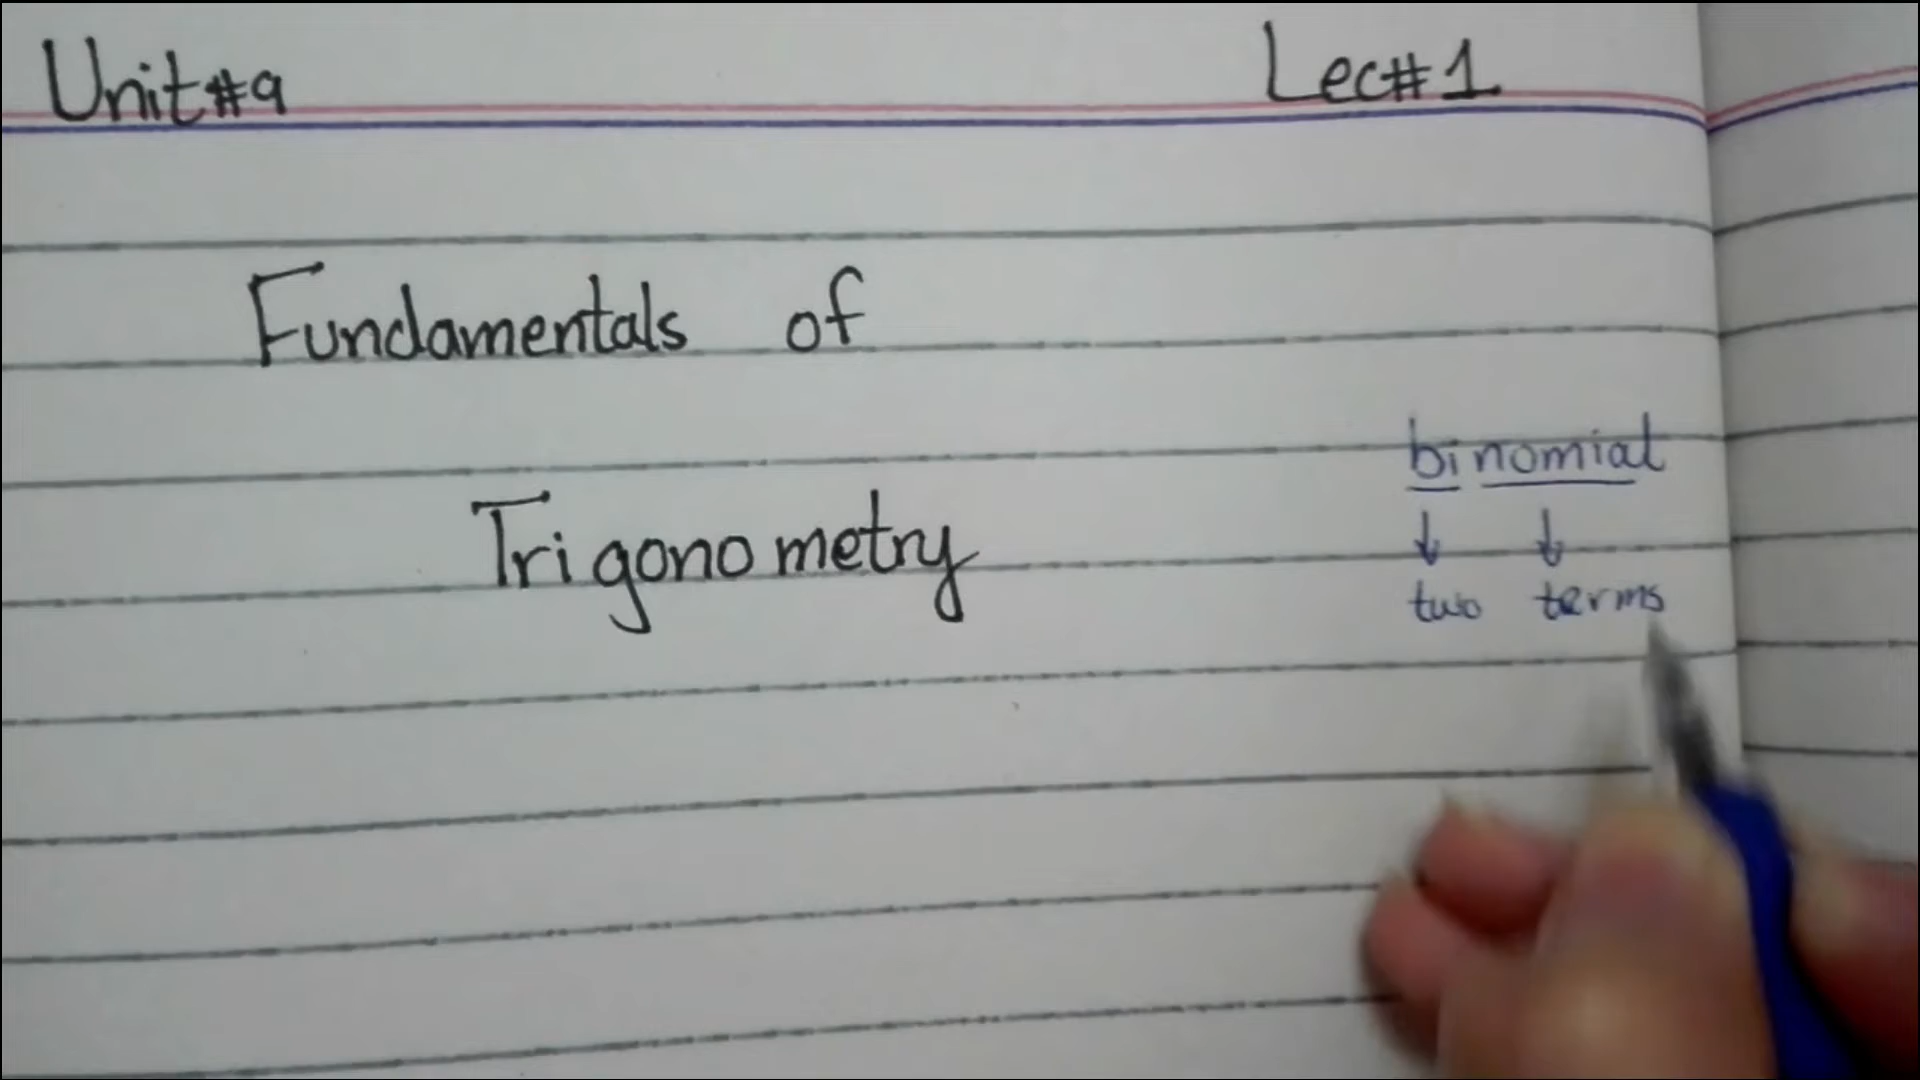 Unit#9 Lec#1
Fundamentals of
binomial
Trigonometry
↓ ↓
two terms